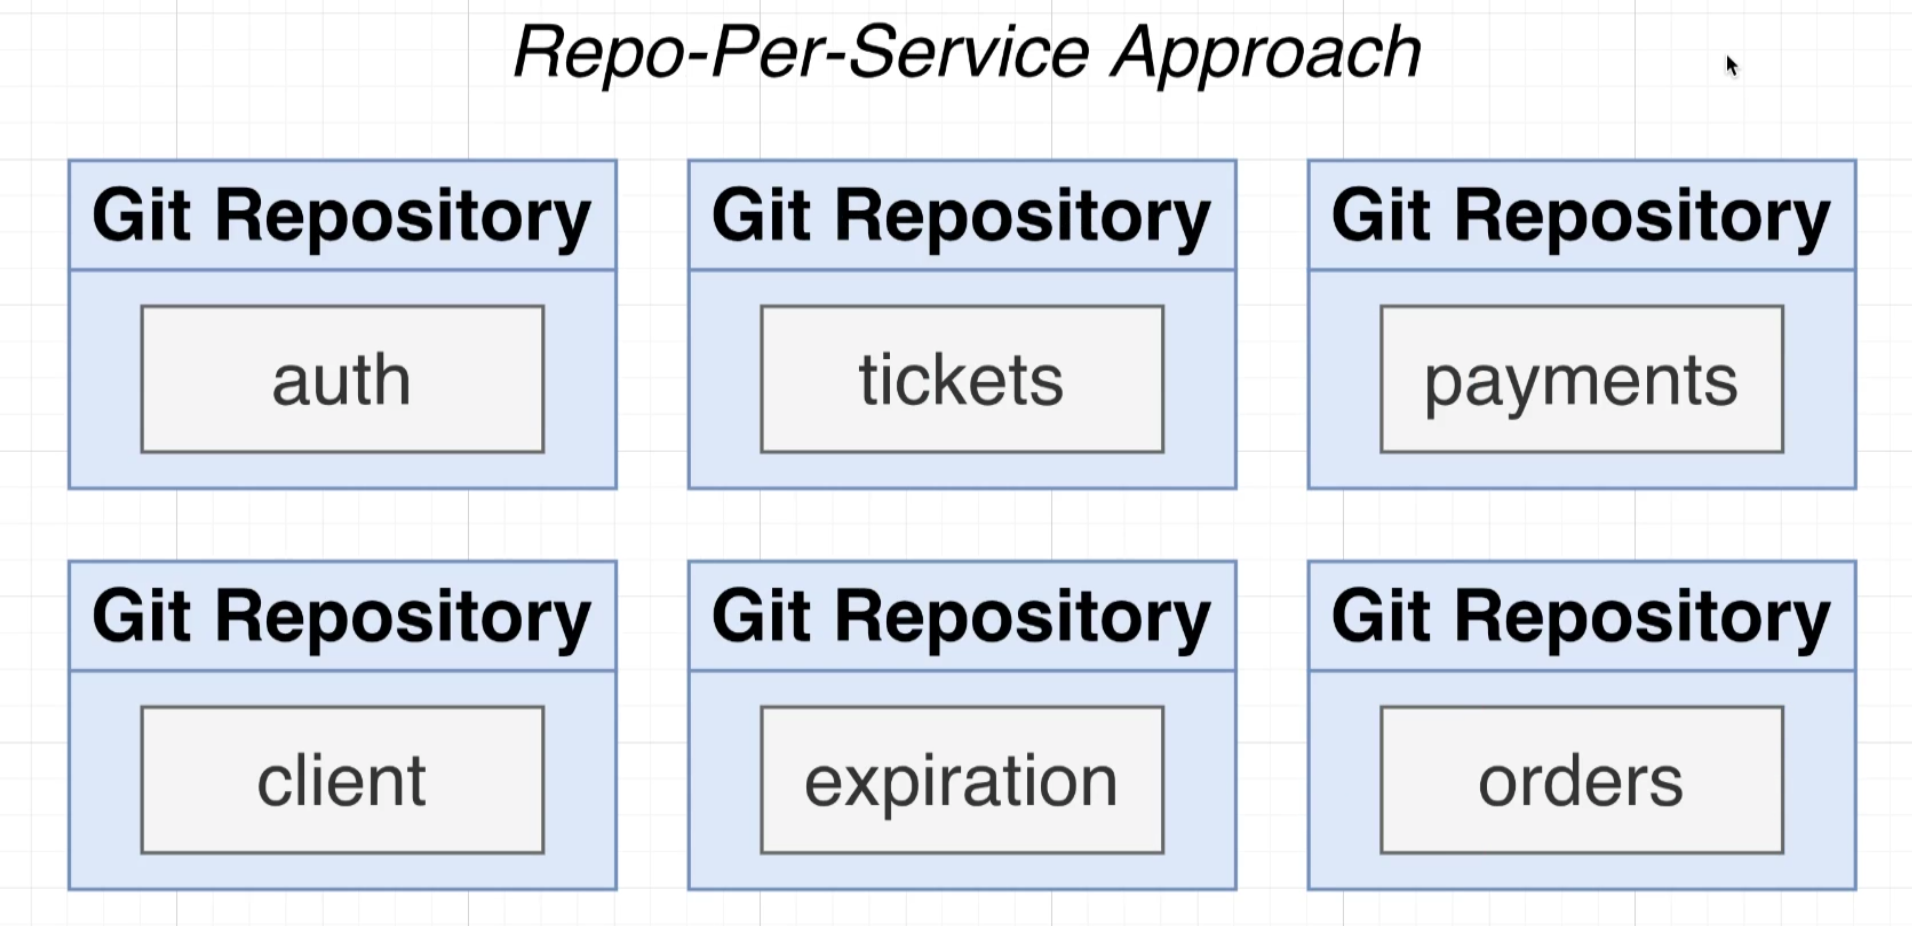 Repo-Per-Service Approach
Git Repository
Git Repository
Git Repository
auth
tickets
payments
Git Repository
Git Repository
Git Repository
client
expiration
orders